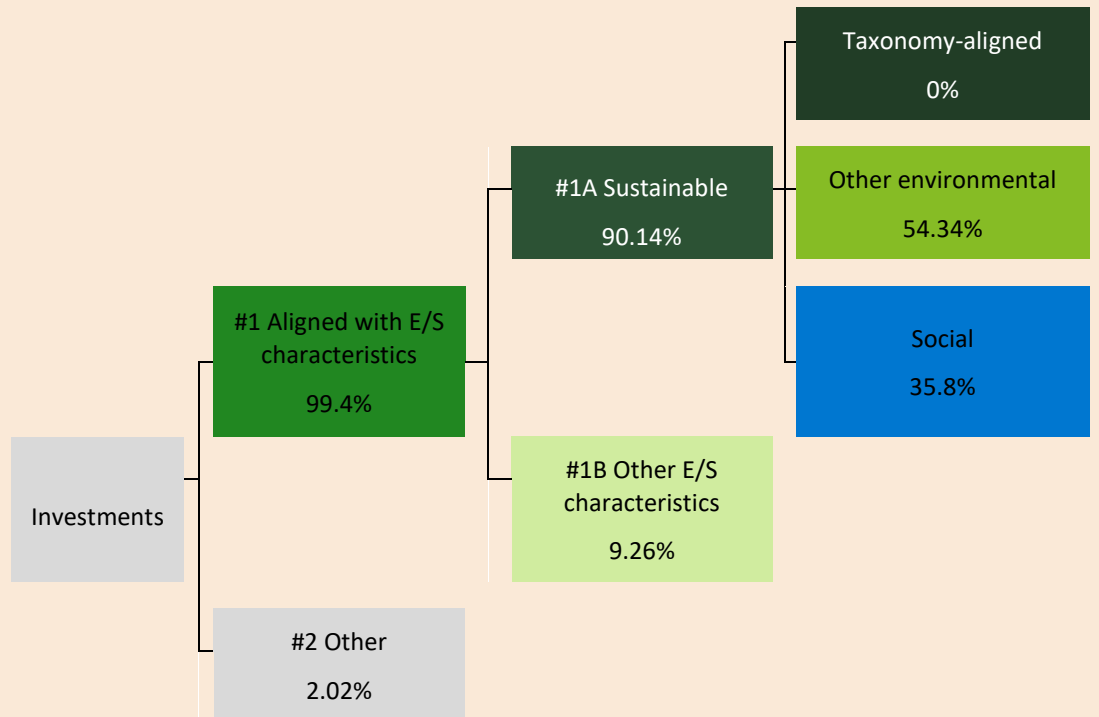 Taxonomy-aligned
0%
#1A Sustainable
90.14%
Other environmental
54.34%
#1 Aligned with E/S
characteristics
99.4%
Social
35.8%
Investments
#1B Other E/S
characteristics
9.26%
#2 Other
2.02%